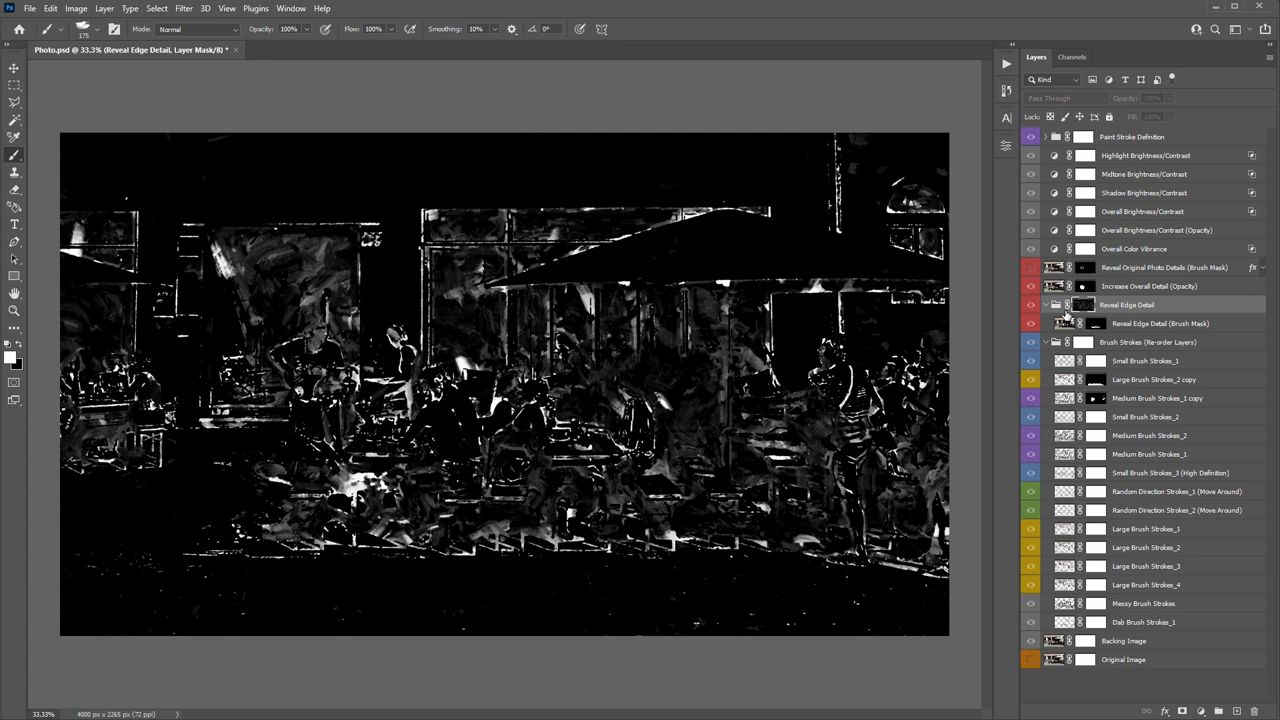 Ps File Edit Image Layer Type Select Filter 3D View Plugins Window Help
175 Mode: Normal Opacity: 100% Flow: 100% Smoothing: 10% 0°
Photo.psd @ 33.3% (Reveal Edge Detail, Layer Mask/8) * ×
Layers Channels
Kind
Pass Through Opacity: 100%
Lock: Fill: 100%
Paint Stroke Definition
Highlight Brightness/Contrast
Midtone Brightness/Contrast
Shadow Brightness/Contrast
Overall Brightness/Contrast
Overall Brightness/Contrast (Opacity)
Overall Color Vibrance
Reveal Original Photo Details (Brush Mask) fx
Increase Overall Detail (Opacity)
Reveal Edge Detail
Reveal Edge Detail (Brush Mask)
Brush Strokes (Re-order Layers)
Small Brush Strokes_1
Large Brush Strokes_2 copy
Medium Brush Strokes_1 copy
Small Brush Strokes_2
Medium Brush Strokes_2
Medium Brush Strokes_1
Small Brush Strokes_3 (High Definition)
Random Direction Strokes_1 (Move Around)
Random Direction Strokes_2 (Move Around)
Large Brush Strokes_1
Large Brush Strokes_2
Large Brush Strokes_3
Large Brush Strokes_4
Messy Brush Strokes
Dab Brush Strokes_1
Backing Image
Original Image
33.33% 4000 px x 2265 px (72 ppi)
fx